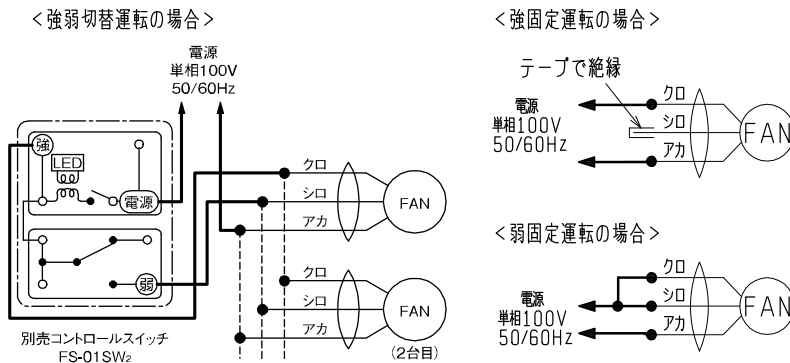 ＜強弱切替運転の場合＞
電源
単相100V
50/60Hz
強
LED
電源
弱
別売コントロールスイッチ
FS-01SW₂
クロ
シロ
アカ
FAN
クロ
シロ
アカ
FAN
(2台目)
＜強固定運転の場合＞
テープで絶縁
電源
単相100V
50/60Hz
クロ
シロ
アカ
FAN
＜弱固定運転の場合＞
電源
単相100V
50/60Hz
クロ
シロ
アカ
FAN